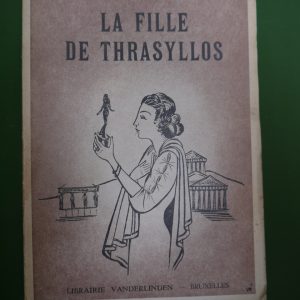 LA FILLE
DE THRASYLLOS
LIBRAIRIE VANDERLINDEN — BRUXELLES